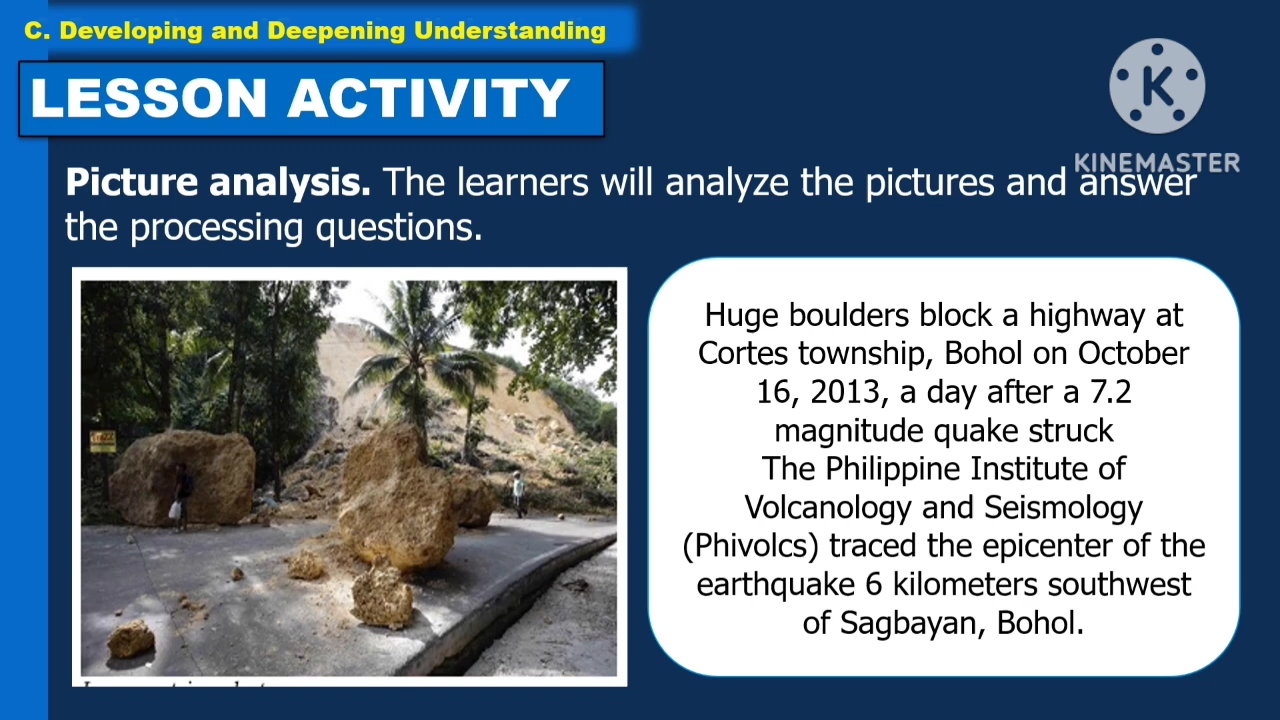 C. Developing and Deepening Understanding
LESSON ACTIVITY
K
KINEMASTER
Picture analysis. The learners will analyze the pictures and answer
the processing questions.
Huge boulders block a highway at
Cortes township, Bohol on October
16, 2013, a day after a 7.2
magnitude quake struck
The Philippine Institute of
Volcanology and Seismology
(Phivolcs) traced the epicenter of the
earthquake 6 kilometers southwest
of Sagbayan, Bohol.